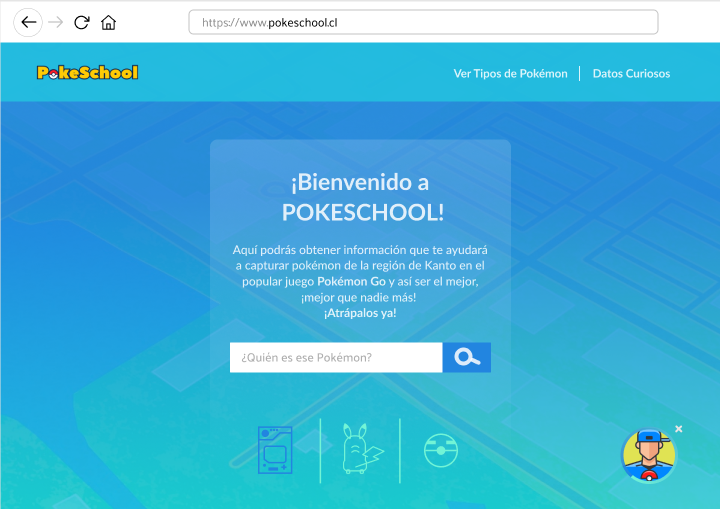 https://www.pokeschool.cl
PokeSchool
Ver Tipos de Pokémon
Datos Curiosos
¡Bienvenido a
POKESCHOOL!
Aquí podrás obtener información que te ayudará
a capturar pokémon de la región de Kanto en el
popular juego Pokémon Go y así ser el mejor,
¡mejor que nadie más!
¡Atrápalos ya!
¿Quién es ese Pokémon?